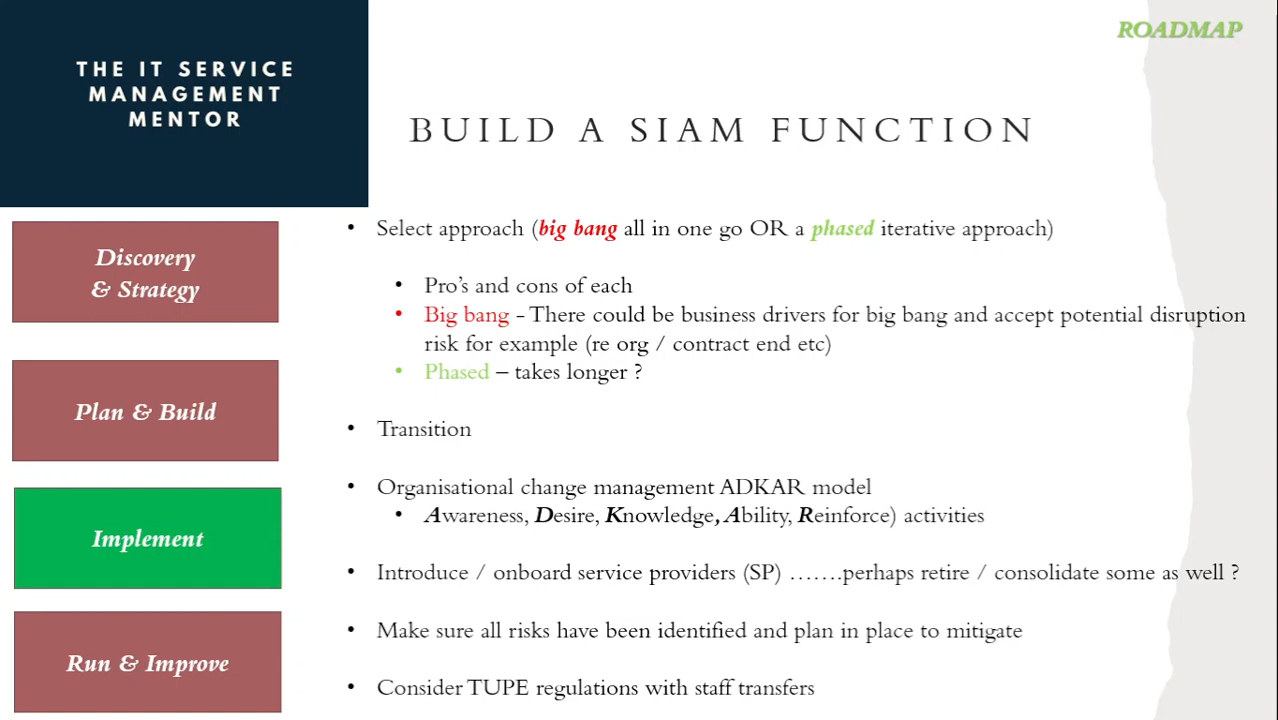 ROADMAP
THE IT SERVICE
MANAGEMENT
MENTOR
BUILD A SIAM FUNCTION
Discovery
& Strategy
Plan & Build
Implement
Run & Improve
• Select approach (big bang all in one go OR a phased iterative approach)
• Pro’s and cons of each
• Big bang - There could be business drivers for big bang and accept potential disruption
risk for example (re org / contract end etc)
• Phased – takes longer ?
• Transition
• Organisational change management ADKAR model
• Awareness, Desire, Knowledge, Ability, Reinforce) activities
• Introduce / onboard service providers (SP) …….perhaps retire / consolidate some as well ?
• Make sure all risks have been identified and plan in place to mitigate
• Consider TUPE regulations with staff transfers